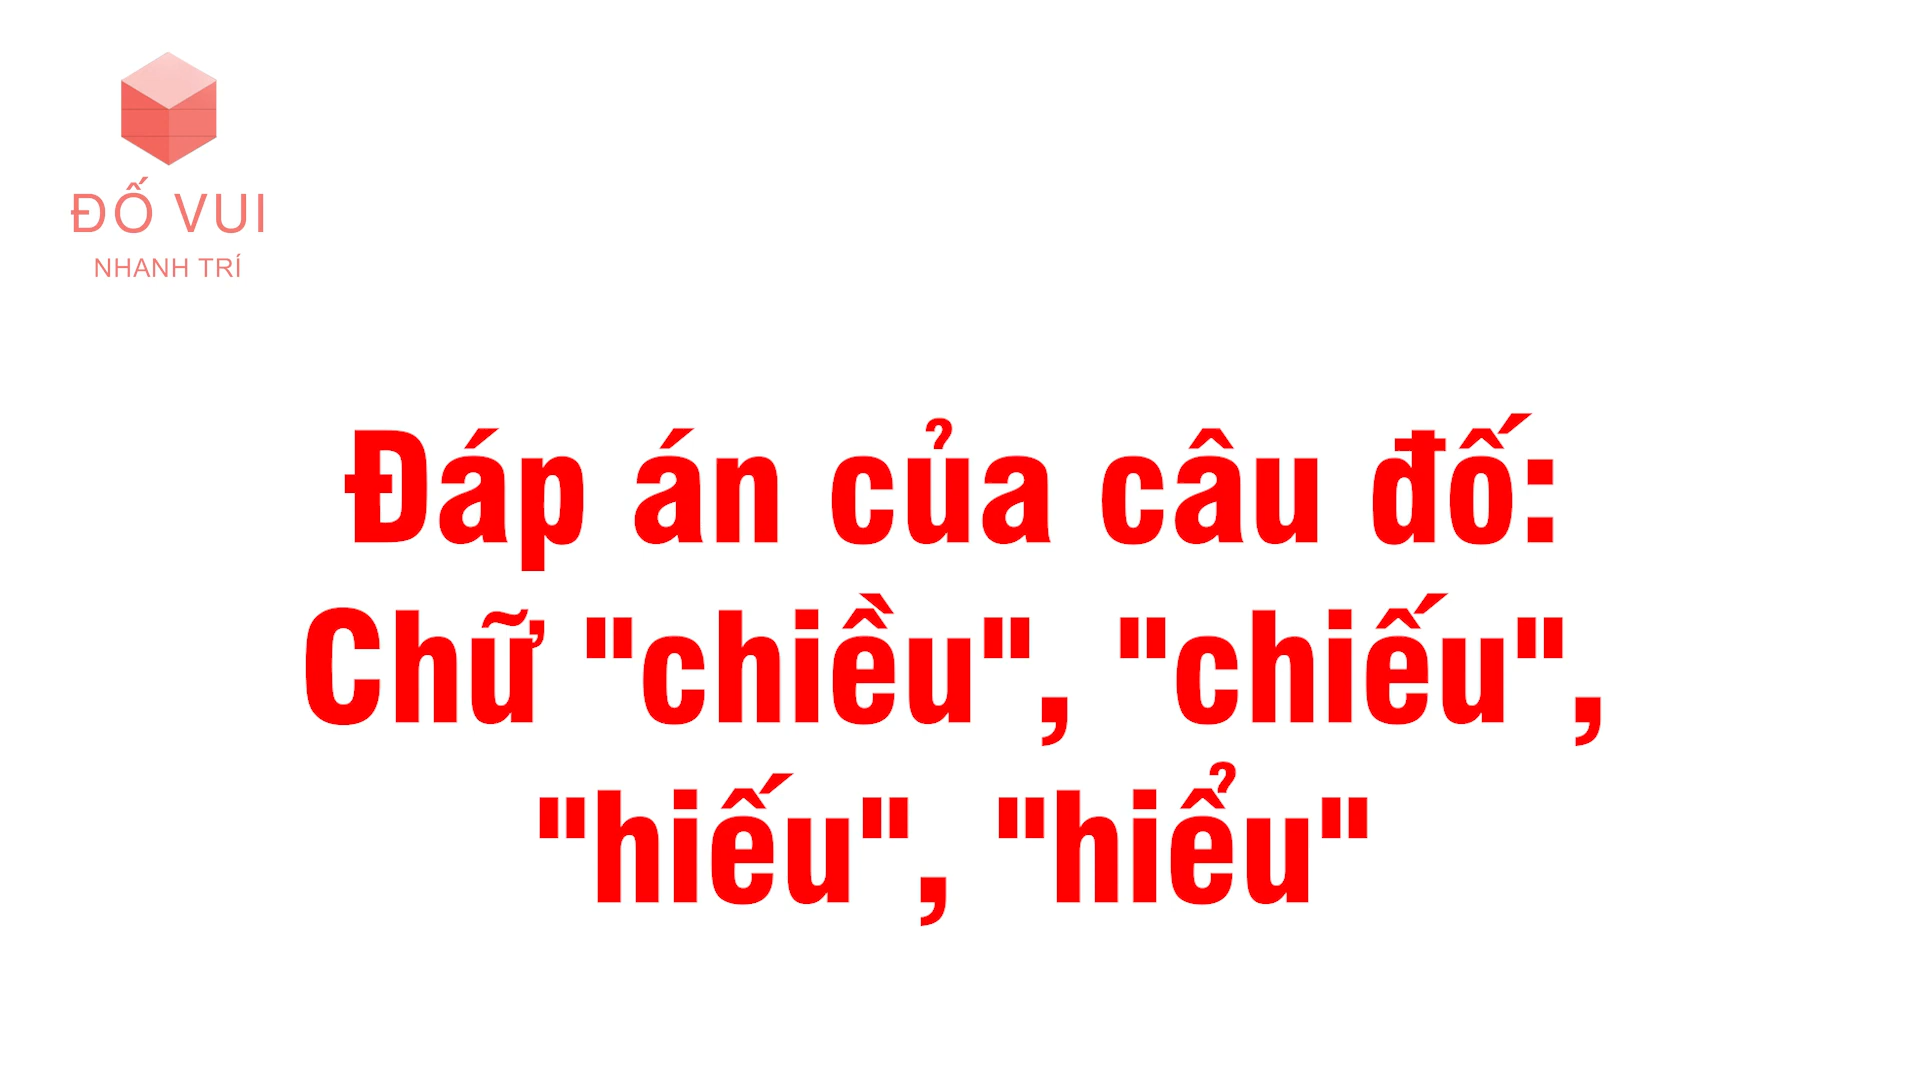 ĐỐ VUI
NHANH TRÍ
Đáp án của câu đố:
Chữ "chiều", "chiếu",
"hiếu", "hiểu"